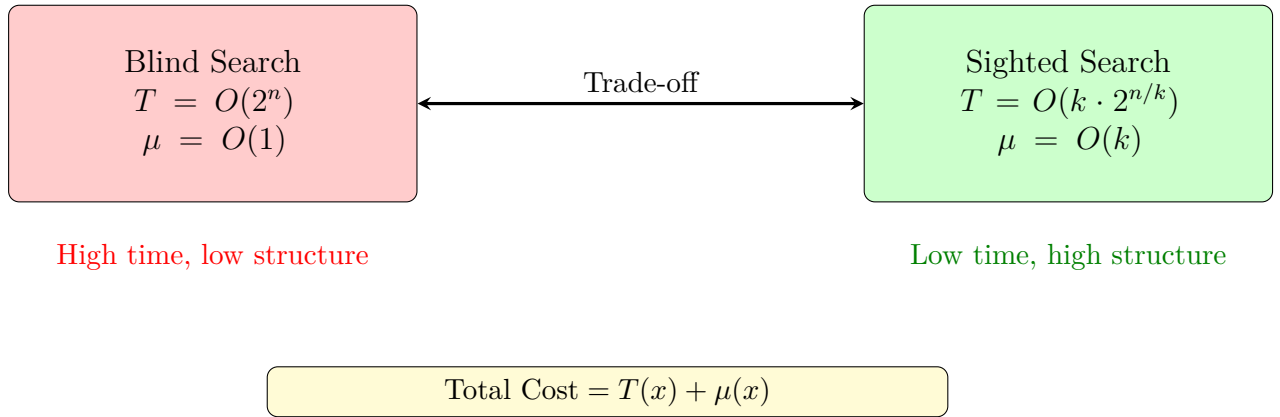 Blind Search
T = O(2^n)
μ = O(1)
Trade-off
Sighted Search
T = O(k · 2^{n/k})
μ = O(k)
High time, low structure
Low time, high structure
Total Cost = T(x) + μ(x)